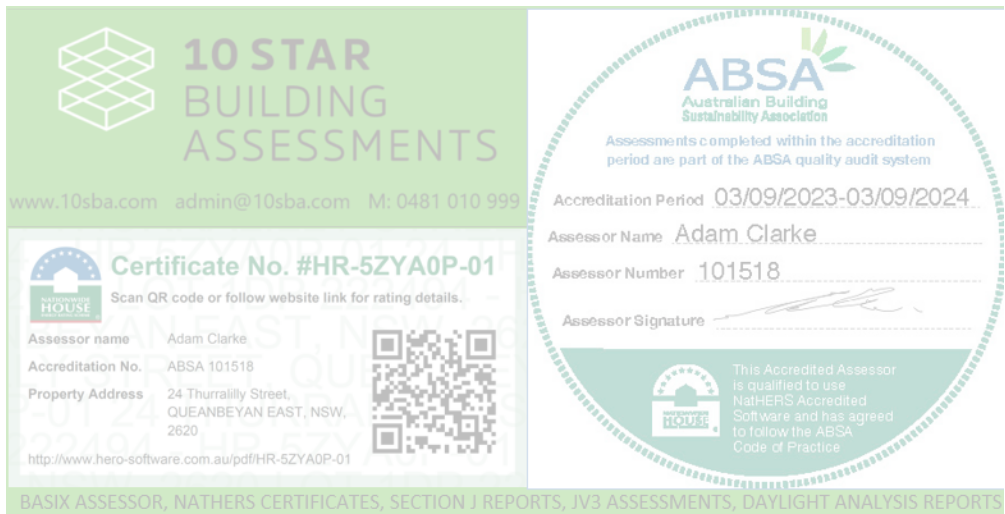 10 STAR
BUILDING
ASSESSMENTS
www.10sba.com admin@10sba.com M: 0481 010 999
NATIONWIDE
HOUSE
Certificate No. #HR-5ZYA0P-01
Scan QR code or follow website link for rating details.
Assessor name Adam Clarke
Accreditation No. ABSA 101518
Property Address 24 Thurralilly Street,
QUEANBEYAN EAST, NSW,
2620
http://www.hero-software.com.au/pdf/HR-5ZYA0P-01
ABSA
Australian Building
Sustainability Association
Assessments completed within the accreditation
period are part of the ABSA quality audit system
Accreditation Period 03/09/2023-03/09/2024
Assessor Name Adam Clarke
Assessor Number 101518
Assessor Signature
NATIONWIDE
HOUSE
This Accredited Assessor
is qualified to use
NatHERS Accredited
Software and has agreed
to follow the ABSA
Code of Practice
BASIX ASSESSOR, NATHERS CERTIFICATES, SECTION J REPORTS, JV3 ASSESSMENTS, DAYLIGHT ANALYSIS REPORTS